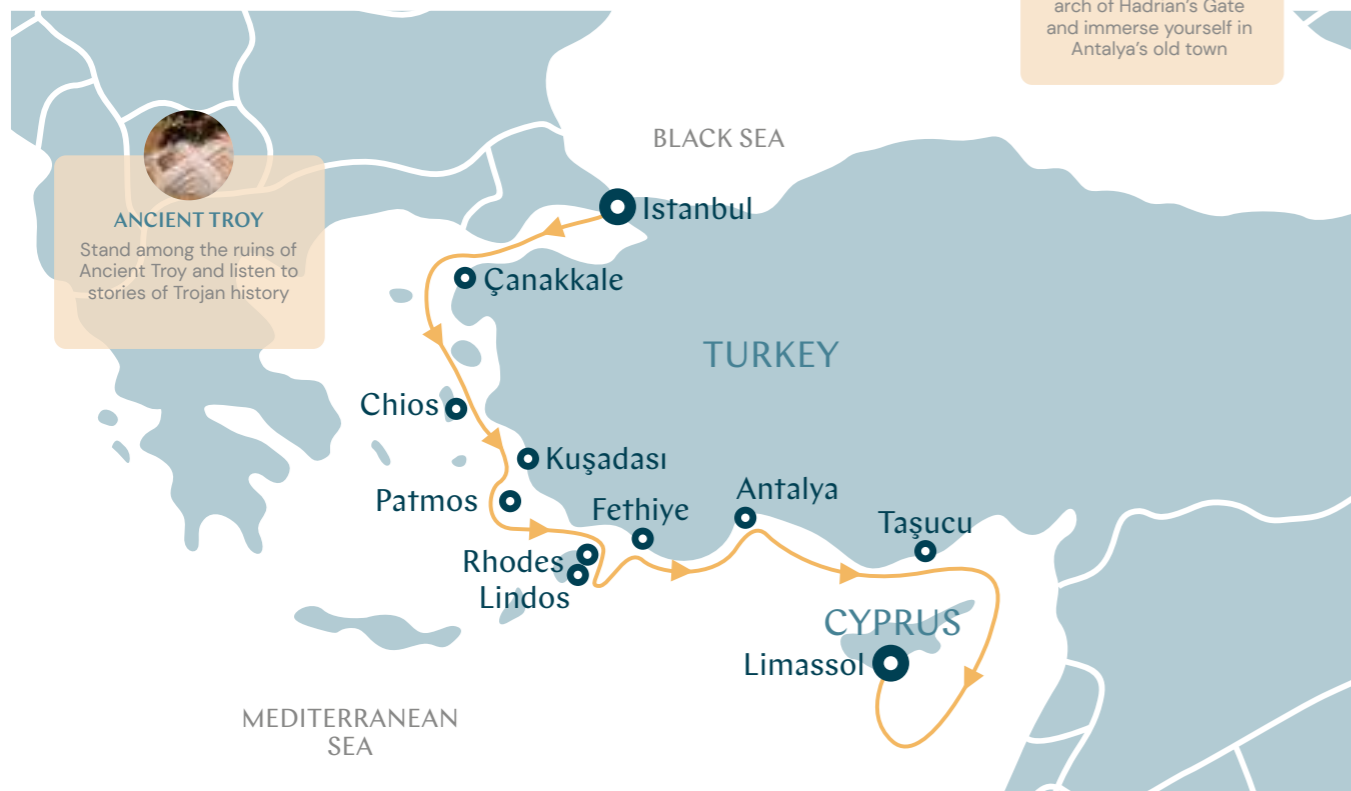 arch of Hadrian's Gate
and immerse yourself in
Antalya's old town
BLACK SEA
Istanbul
ANCIENT TROY
Stand among the ruins of
Ancient Troy and listen to
stories of Trojan history
Çanakkale
TURKEY
Chios
Kuşadası
Patmos
Fethiye
Antalya
Taşucu
Rhodes
Lindos
CYPRUS
Limassol
MEDITERRANEAN
SEA